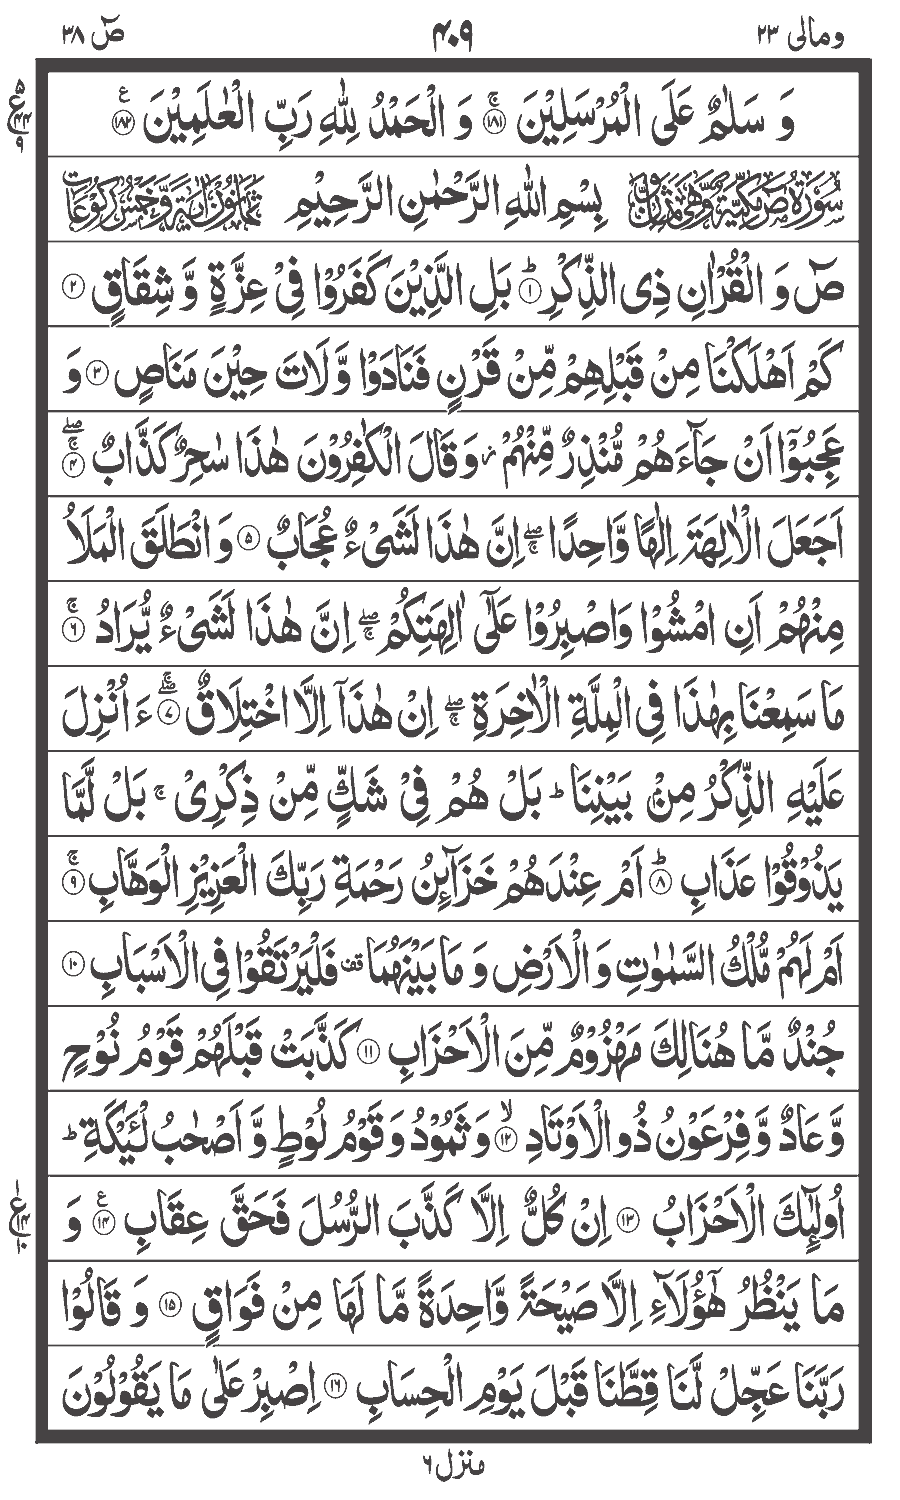 ومالی ۲۳ ۴۰۹ صٓ ۳۸
وَ سَلٰمٌ عَلَى الْمُرْسَلِيْنَ ۚ‏﴿۱۸۱﴾ وَ الْحَمْدُ لِلّٰهِ رَبِّ الْعٰلَمِيْنَ ﴿۱۸۲﴾ ع
سُوْرَةُ صٓ مَكِّيَّةٌ وَّهِيَ ثَمَانٌ بِسْمِ اللّٰهِ الرَّحْمٰنِ الرَّحِيْمِ وَّثَمَانُوْنَ اٰيَةً وَّخَمْسُ رُكُوْعَاتٍ
صٓ وَ الْقُرْاٰنِ ذِى الذِّكْرِ ؕ‏﴿۱﴾ بَلِ الَّذِيْنَ كَفَرُوْا فِىْ عِزَّةٍ وَّ شِقَاقٍ ﴿۲﴾
كَمْ اَهْلَكْنَا مِنْ قَبْلِهِمْ مِّنْ قَرْنٍ فَنَادَوْا وَّ لَاتَ حِيْنَ مَنَاصٍ ﴿۳﴾ وَ
عَجِبُوْۤا اَنْ جَآءَهُمْ مُّنْذِرٌ مِّنْهُمْ ز وَ قَالَ الْكٰفِرُوْنَ هٰذَا سٰحِرٌ كَذَّابٌ ۖۚ‏﴿۴﴾
اَجَعَلَ الْاٰلِهَةَ اِلٰهًا وَّاحِدًا ۖۚ اِنَّ هٰذَا لَشَىْءٌ عُجَابٌ ﴿۵﴾ وَ انْطَلَقَ الْمَلَاُ
مِنْهُمْ اَنِ امْشُوْا وَاصْبِرُوْا عَلٰٓى اٰلِهَتِكُمْ ۖۚ اِنَّ هٰذَا لَشَىْءٌ يُّرَادُ ۚ‏﴿۶﴾
مَا سَمِعْنَا بِهٰذَا فِى الْمِلَّةِ الْاٰخِرَةِ ۖۚ اِنْ هٰذَاۤ اِلَّا اخْتِلَاقٌ ۖۚ‏﴿۷﴾ ءَ اُنْزِلَ
عَلَيْهِ الذِّكْرُ مِنْۢ بَيْنِنَا ؕ بَلْ هُمْ فِىْ شَكٍّ مِّنْ ذِكْرِىْ ۚ بَلْ لَّمَّا
يَذُوْقُوْا عَذَابِ ؕ‏﴿۸﴾ اَمْ عِنْدَهُمْ خَزَآئِنُ رَحْمَةِ رَبِّكَ الْعَزِيْزِ الْوَهَّابِ ۚ‏﴿۹﴾
اَمْ لَهُمْ مُّلْكُ السَّمٰوٰتِ وَ الْاَرْضِ وَ مَا بَيْنَهُمَا قف فَلْيَرْتَقُوْا فِى الْاَسْبَابِ ﴿۱۰﴾
جُنْدٌ مَّا هُنَالِكَ مَهْزُوْمٌ مِّنَ الْاَحْزَابِ ﴿۱۱﴾ كَذَّبَتْ قَبْلَهُمْ قَوْمُ نُوْحٍ
وَّ عَادٌ وَّ فِرْعَوْنُ ذُو الْاَوْتَادِ ۙ‏﴿۱۲﴾ وَ ثَمُوْدُ وَ قَوْمُ لُوْطٍ وَّ اَصْحٰبُ لْئَيْكَةِ ؕ
اُولٰٓئِكَ الْاَحْزَابُ ﴿۱۳﴾ اِنْ كُلٌّ اِلَّا كَذَّبَ الرُّسُلَ فَحَقَّ عِقَابِ ﴿۱۴﴾ ع وَ
مَا يَنْظُرُ هٰٓؤُلَآءِ اِلَّا صَيْحَةً وَّاحِدَةً مَّا لَهَا مِنْ فَوَاقٍ ﴿۱۵﴾ وَ قَالُوْا
رَبَّنَا عَجِّلْ لَّنَا قِطَّنَا قَبْلَ يَوْمِ الْحِسَابِ ﴿۱۶﴾ اِصْبِرْ عَلٰى مَا يَقُوْلُوْنَ
منزل ۶